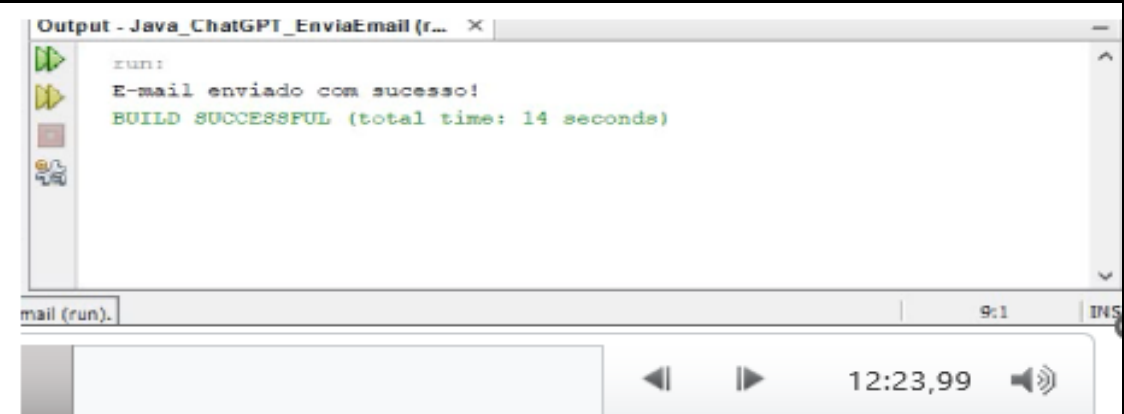 Output - Java_ChatGPT_EnviaEmail (r...
run:
E-mail enviado com sucesso!
BUILD SUCCESSFUL (total time: 14 seconds)
mail (run).
9:1
INS
12:23,99